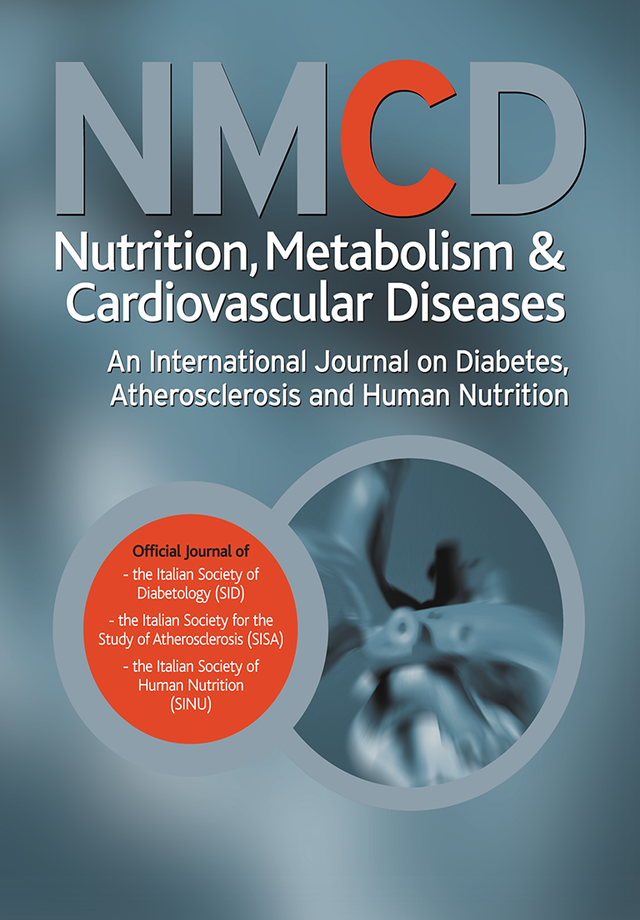 NMCD
Nutrition, Metabolism &
Cardiovascular Diseases
An International Journal on Diabetes,
Atherosclerosis and Human Nutrition
Official Journal of
- the Italian Society of
Diabetology (SID)
- the Italian Society for the
Study of Atherosclerosis (SISA)
- the Italian Society of
Human Nutrition
(SINU)